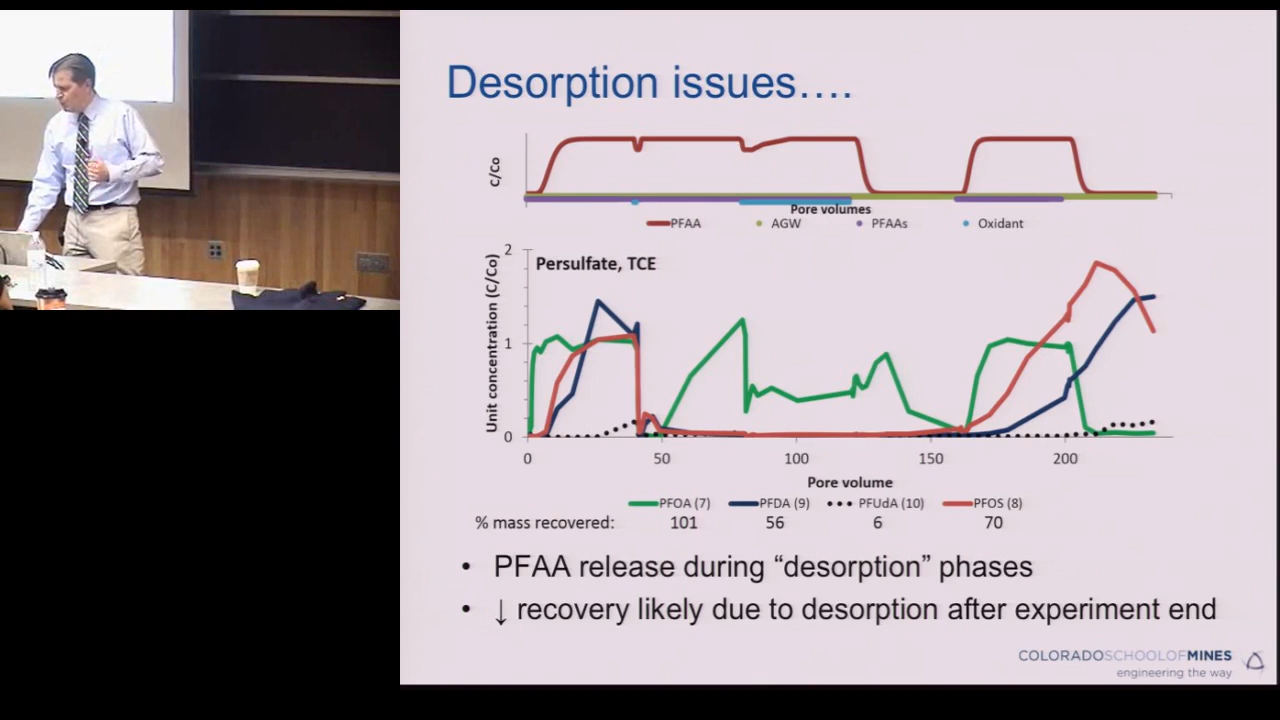 Desorption issues….
C/Co
Pore volumes
PFAA AGW PFAAs Oxidant
2
1
0
Unit concentration (C/Co)
Persulfate, TCE
0 50 100 150 200
Pore volume
PFOA (7) PFDA (9) PFUdA (10) PFOS (8)
% mass recovered: 101 56 6 70
• PFAA release during “desorption” phases
• ↓ recovery likely due to desorption after experiment end
COLORADOSCHOOLOFMINES
engineering the way